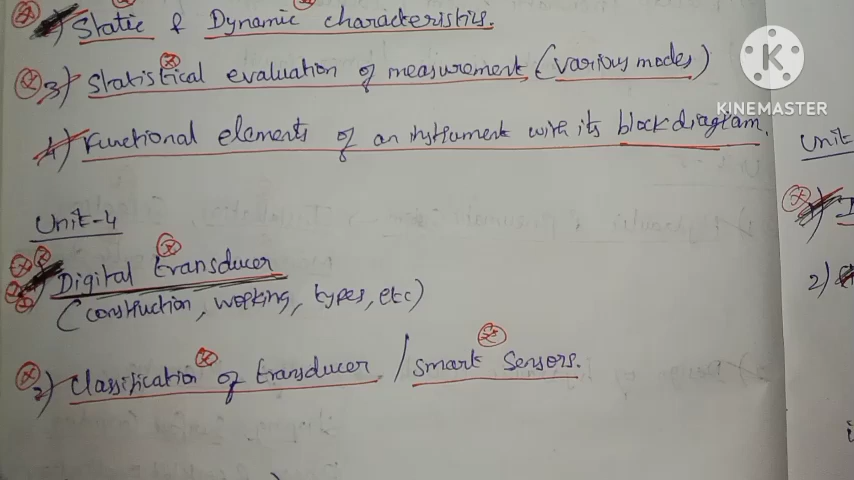 Static & Dynamic characteristics.
3) Statistical evaluation of measurement (various modes)
4) Functional elements of an instrument with its block diagram.
Unit-4
Digital transducer
(construction, working, types, etc)
2) Classification of transducer / smart sensors.
K
KINEMASTER
Unit
2)